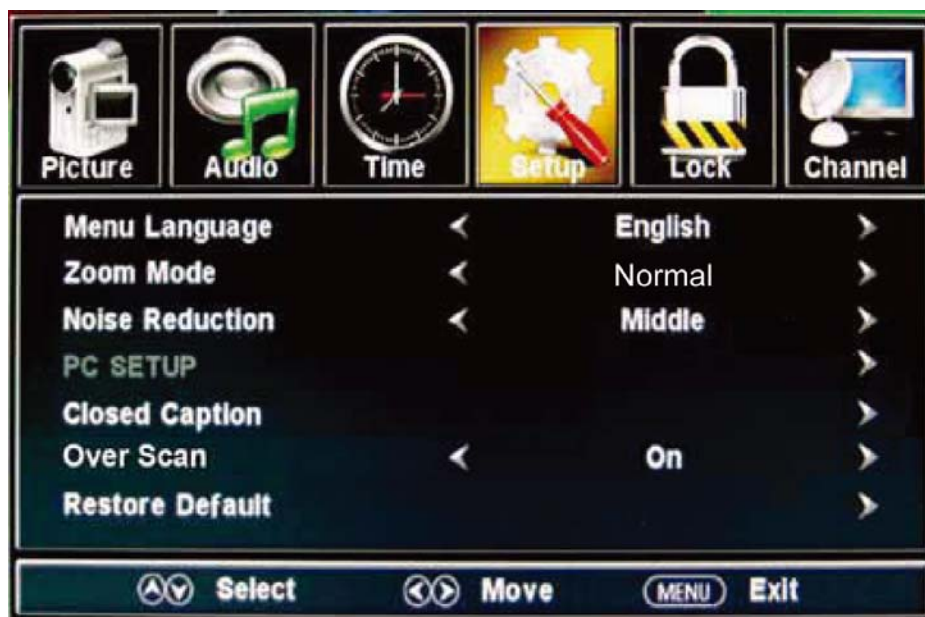 Picture Audio Time Setup Lock Channel
Menu Language English
Zoom Mode Normal
Noise Reduction Middle
PC SETUP
Closed Caption
Over Scan On
Restore Default
Select Move MENU Exit